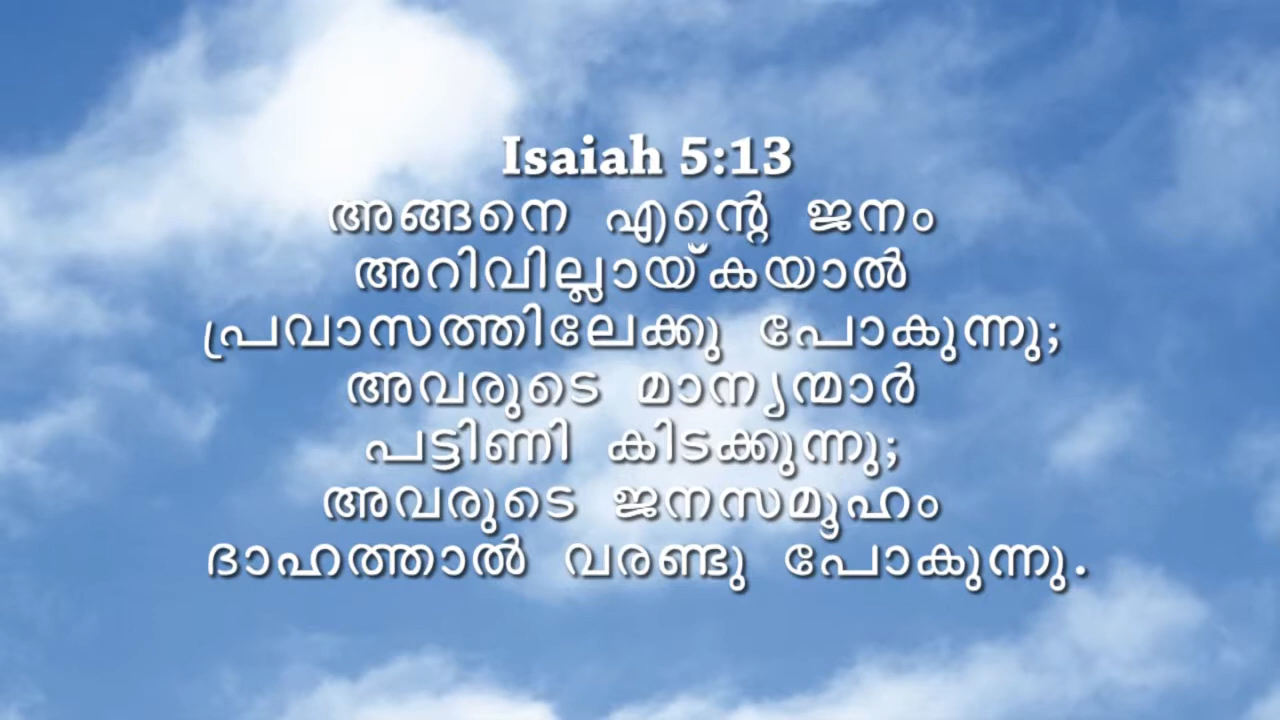 Isaiah 5:13
അങ്ങനെ എന്റെ ജനം
അറിവില്ലായ്കയാൽ
പ്രവാസത്തിലേക്കു പോകുന്നു;
അവരുടെ മാന്യന്മാർ
പട്ടിണി കിടക്കുന്നു;
അവരുടെ ജനസമൂഹം
ദാഹത്താൽ വരണ്ടു പോകുന്നു.